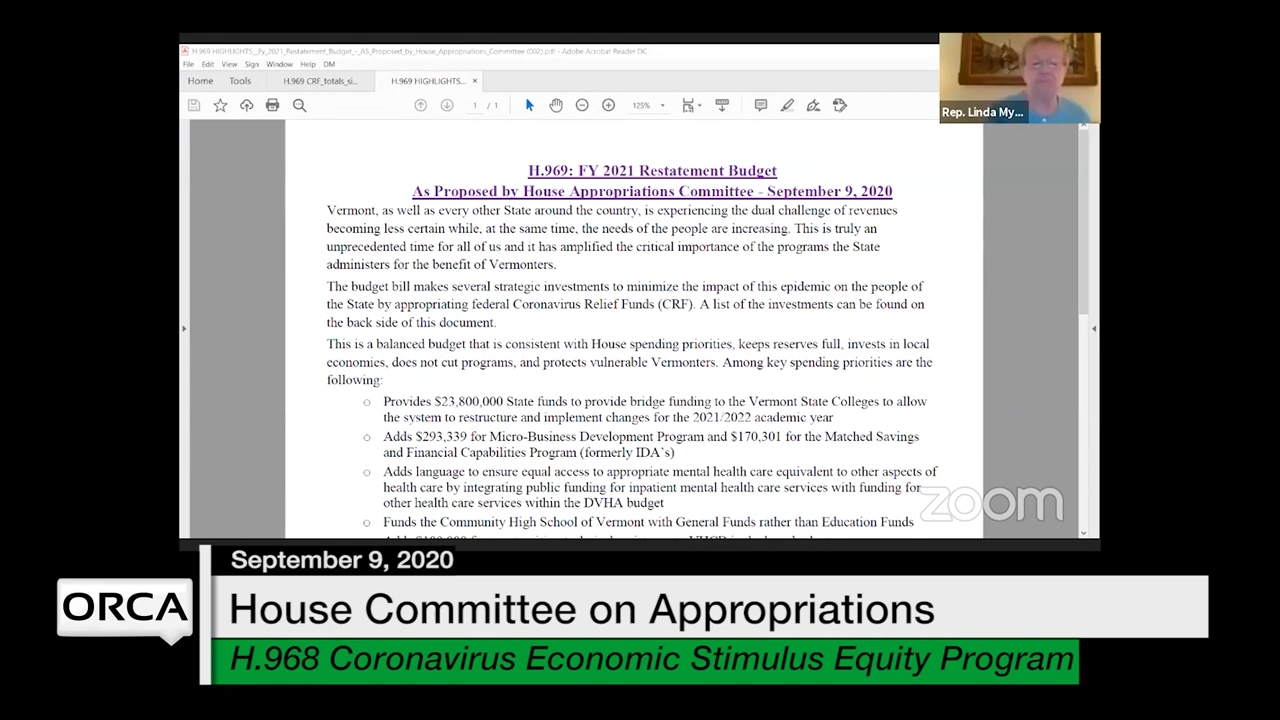 H.969 HIGHLIGHTS__Fy_2021_Restatement_Budget_-_AS_Proposed_by_House_Appropriations_Committee (002).pdf - Adobe Acrobat Reader DC
File Edit View Sign Window Help DM
Home Tools H.969 CRF_totals_si... H.969 HIGHLIGHTS... ×
1 / 1 125%
Rep. Linda My...
H.969: FY 2021 Restatement Budget
As Proposed by House Appropriations Committee - September 9, 2020
Vermont, as well as every other State around the country, is experiencing the dual challenge of revenues
becoming less certain while, at the same time, the needs of the people are increasing. This is truly an
unprecedented time for all of us and it has amplified the critical importance of the programs the State
administers for the benefit of Vermonters.
The budget bill makes several strategic investments to minimize the impact of this epidemic on the people of
the State by appropriating federal Coronavirus Relief Funds (CRF). A list of the investments can be found on
the back side of this document.
This is a balanced budget that is consistent with House spending priorities, keeps reserves full, invests in local
economies, does not cut programs, and protects vulnerable Vermonters. Among key spending priorities are the
following:
o Provides $23,800,000 State funds to provide bridge funding to the Vermont State Colleges to allow
the system to restructure and implement changes for the 2021/2022 academic year
o Adds $293,339 for Micro-Business Development Program and $170,301 for the Matched Savings
and Financial Capabilities Program (formerly IDA's)
o Adds language to ensure equal access to appropriate mental health care equivalent to other aspects of
health care by integrating public funding for inpatient mental health care services with funding for
other health care services within the DVHA budget
o Funds the Community High School of Vermont with General Funds rather than Education Funds
zoom
September 9, 2020
ORCA
House Committee on Appropriations
H.968 Coronavirus Economic Stimulus Equity Program